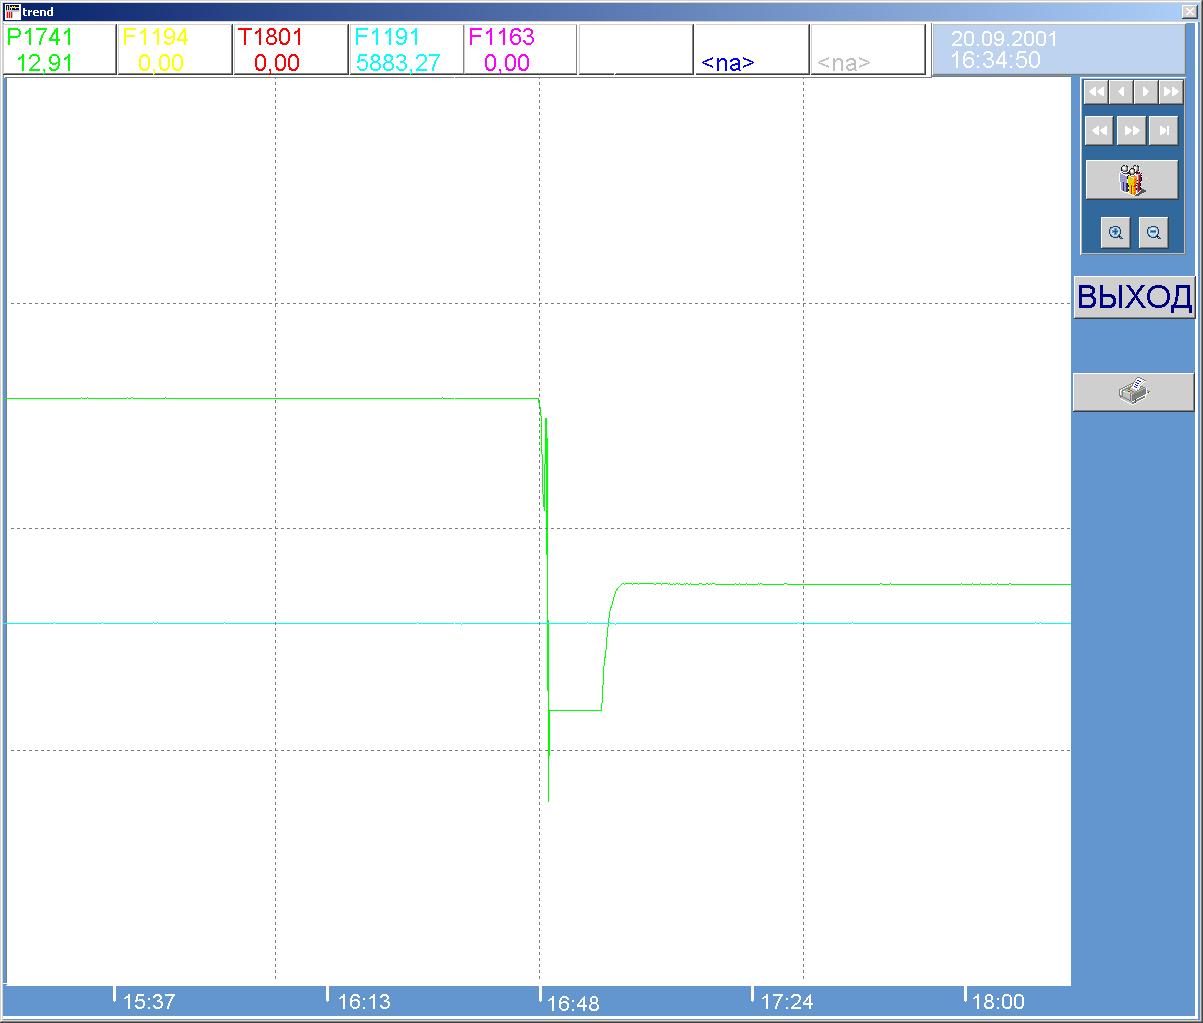 trend
P1741
12,91
F1194
0,00
T1801
0,00
F1191
5883,27
F1163
0,00
<na>
<na>
20.09.2001
16:34:50
ВЫХОД
15:37
16:13
16:48
17:24
18:00